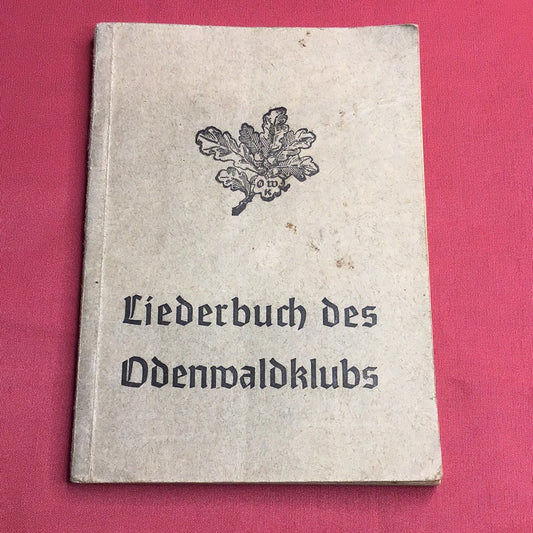 O W
K
Liederbuch des
Odenwaldklubs